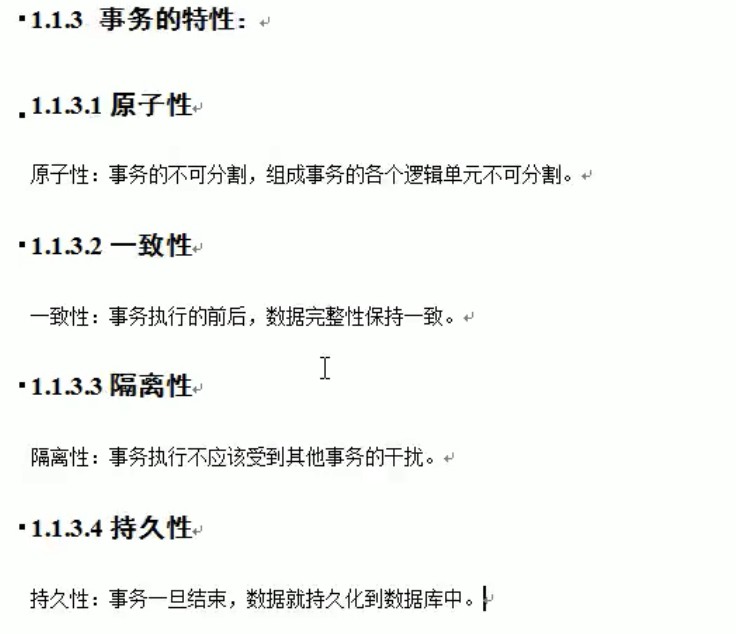 1.1.3 事务的特性：
1.1.3.1 原子性
原子性：事务的不可分割，组成事务的各个逻辑单元不可分割。
1.1.3.2 一致性
一致性：事务执行的前后，数据完整性保持一致。
1.1.3.3 隔离性
隔离性：事务执行不应该受到其他事务的干扰。
1.1.3.4 持久性
持久性：事务一旦结束，数据就持久化到数据库中。